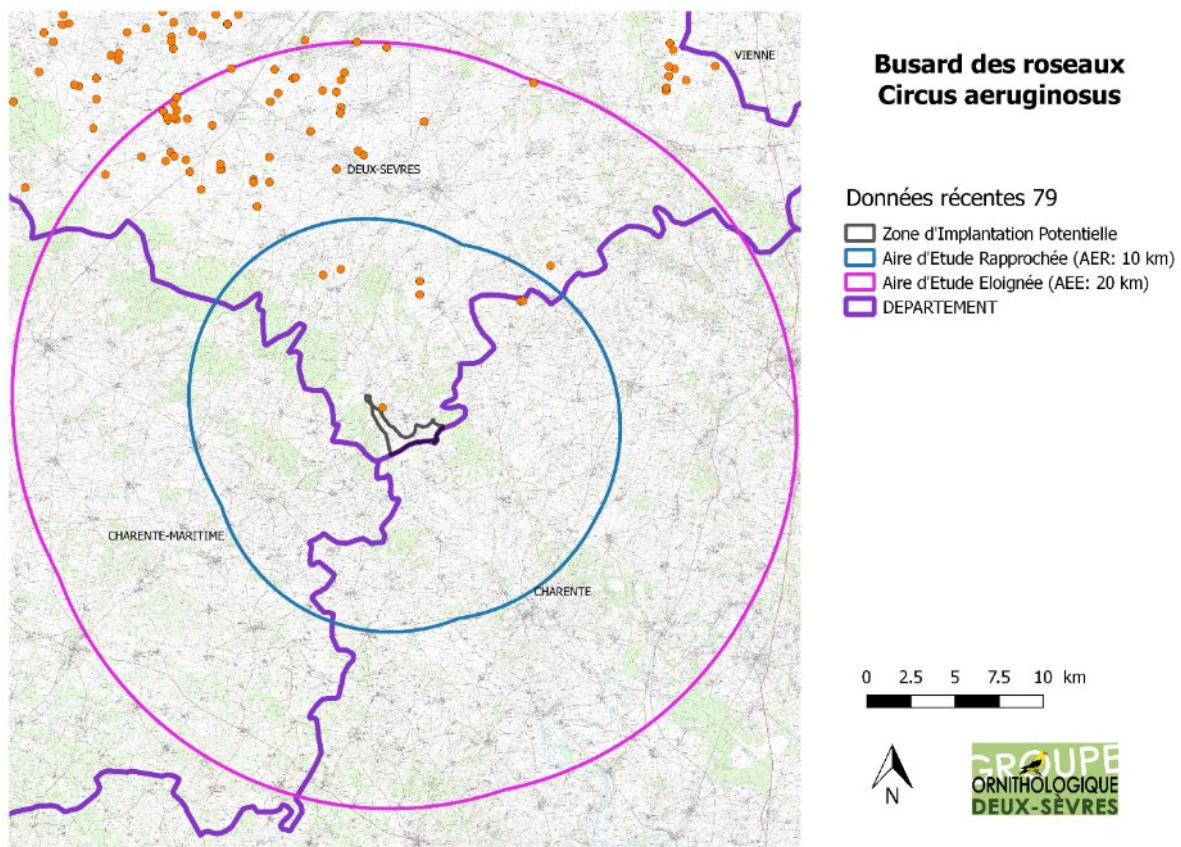 Busard des roseaux
Circus aeruginosus
Données récentes 79
Zone d'Implantation Potentielle
Aire d'Etude Rapprochée (AER: 10 km)
Aire d'Etude Eloignée (AEE: 20 km)
DEPARTEMENT
VIENNE
DEUX-SEVRES
CHARENTE-MARITIME
CHARENTE
0 2.5 5 7.5 10 km
N
GROUPE
ORNITHOLOGIQUE
DEUX-SÈVRES